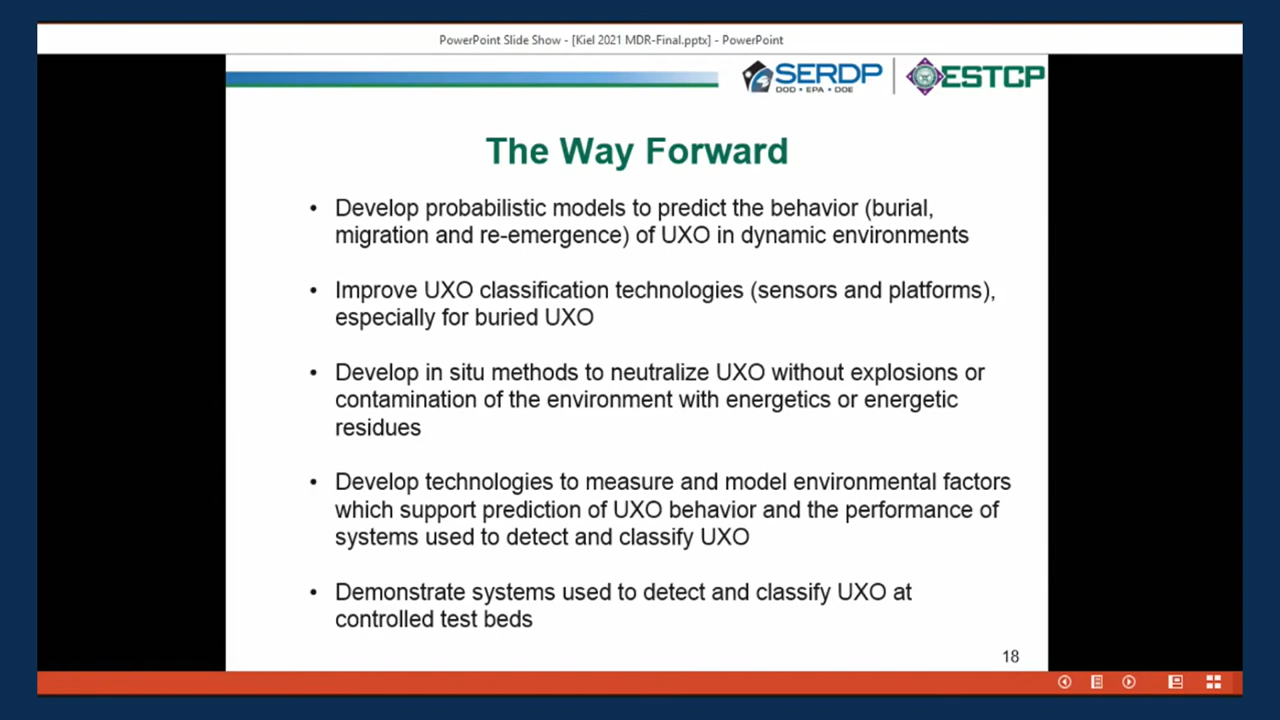 PowerPoint Slide Show - [Kiel 2021 MDR-Final.pptx] - PowerPoint
SERDP
DOD • EPA • DOE
ESTCP
The Way Forward
• Develop probabilistic models to predict the behavior (burial,
migration and re-emergence) of UXO in dynamic environments
• Improve UXO classification technologies (sensors and platforms),
especially for buried UXO
• Develop in situ methods to neutralize UXO without explosions or
contamination of the environment with energetics or energetic
residues
• Develop technologies to measure and model environmental factors
which support prediction of UXO behavior and the performance of
systems used to detect and classify UXO
• Demonstrate systems used to detect and classify UXO at
controlled test beds
18